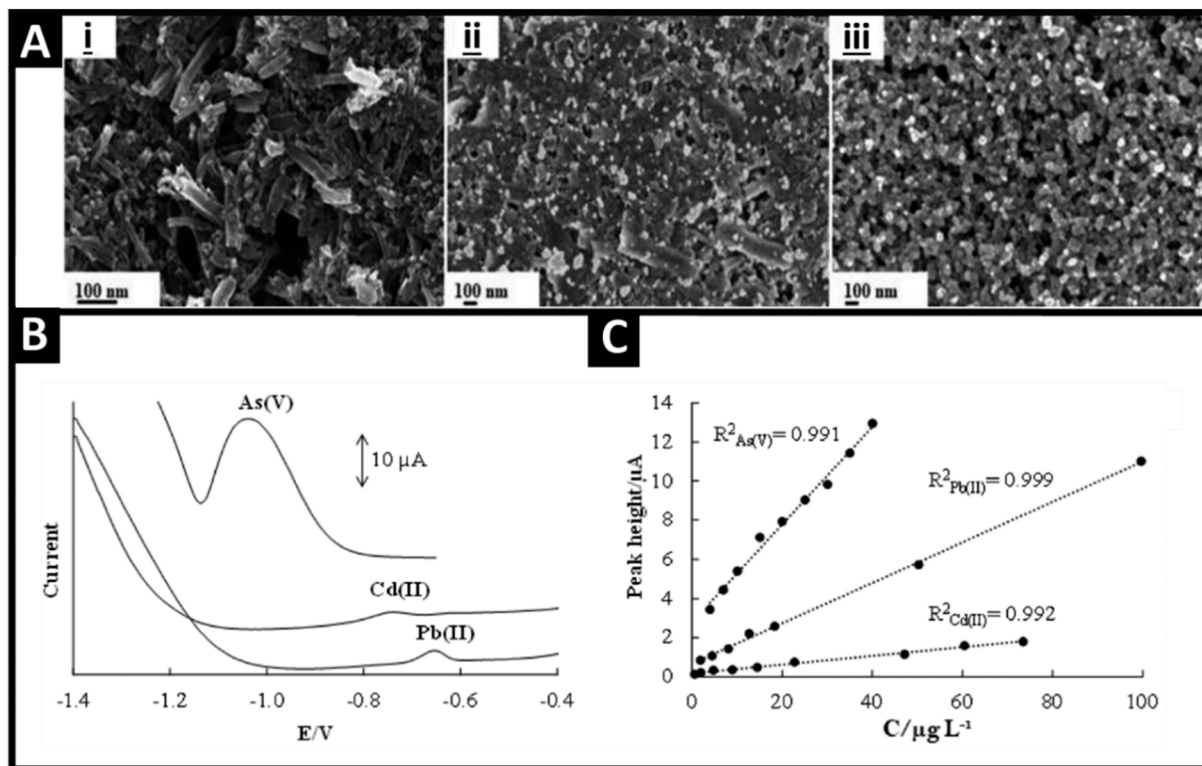 A
i
ii
iii
100 nm
100 nm
100 nm
B
As(V)
10 µA
Cd(II)
Pb(II)
Current
-1.4
-1.2
-1.0
-0.8
-0.6
-0.4
E/V
C
14
12
10
8
6
4
2
0
Peak height/µA
R²As(V)= 0.991
R²Pb(II)= 0.999
R²Cd(II)= 0.992
0
20
40
60
80
100
C/µg L⁻¹